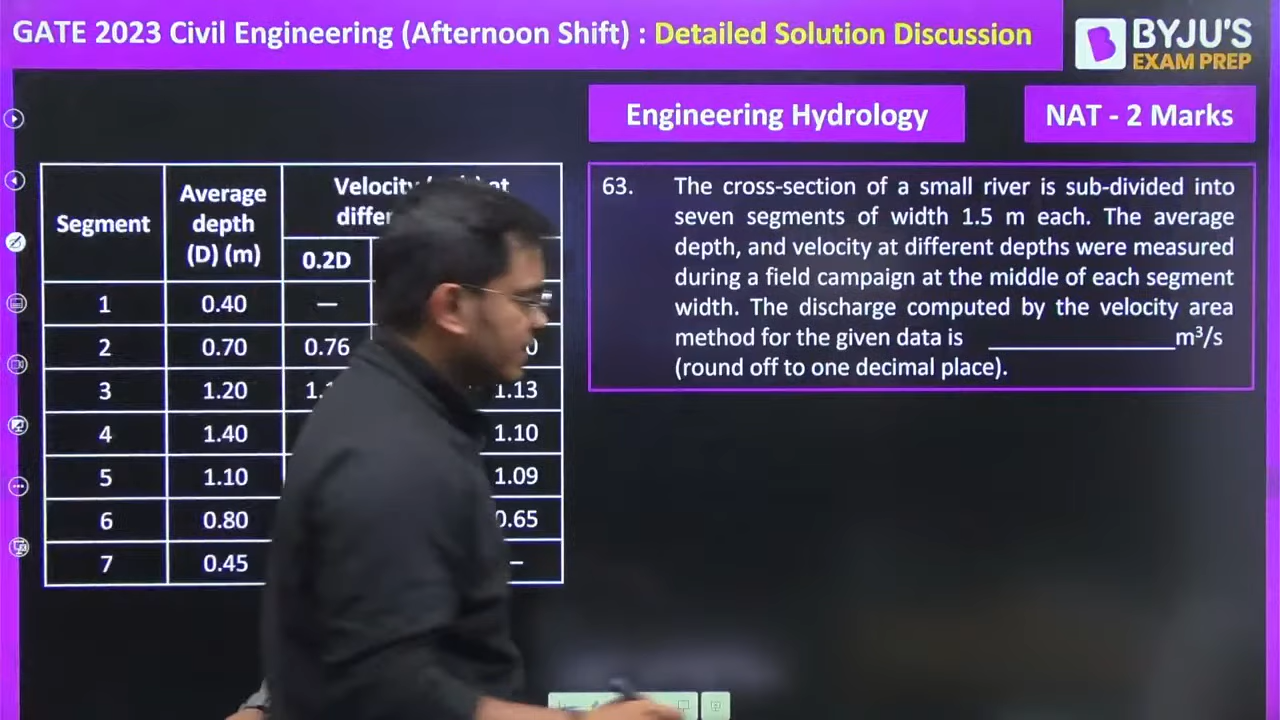 GATE 2023 Civil Engineering (Afternoon Shift) : Detailed Solution Discussion
BYJU'S
EXAM PREP
Engineering Hydrology
NAT - 2 Marks
Segment
Average
depth
(D) (m)
Velocity at
0.2D
1 0.40 –
2 0.70 0.76
3 1.20 1.13
4 1.40 1.10
5 1.10 1.09
6 0.80 0.65
7 0.45 –
63. The cross-section of a small river is sub-divided into
seven segments of width 1.5 m each. The average
depth, and velocity at different depths were measured
during a field campaign at the middle of each segment
width. The discharge computed by the velocity area
method for the given data is ____________m³/s
(round off to one decimal place).